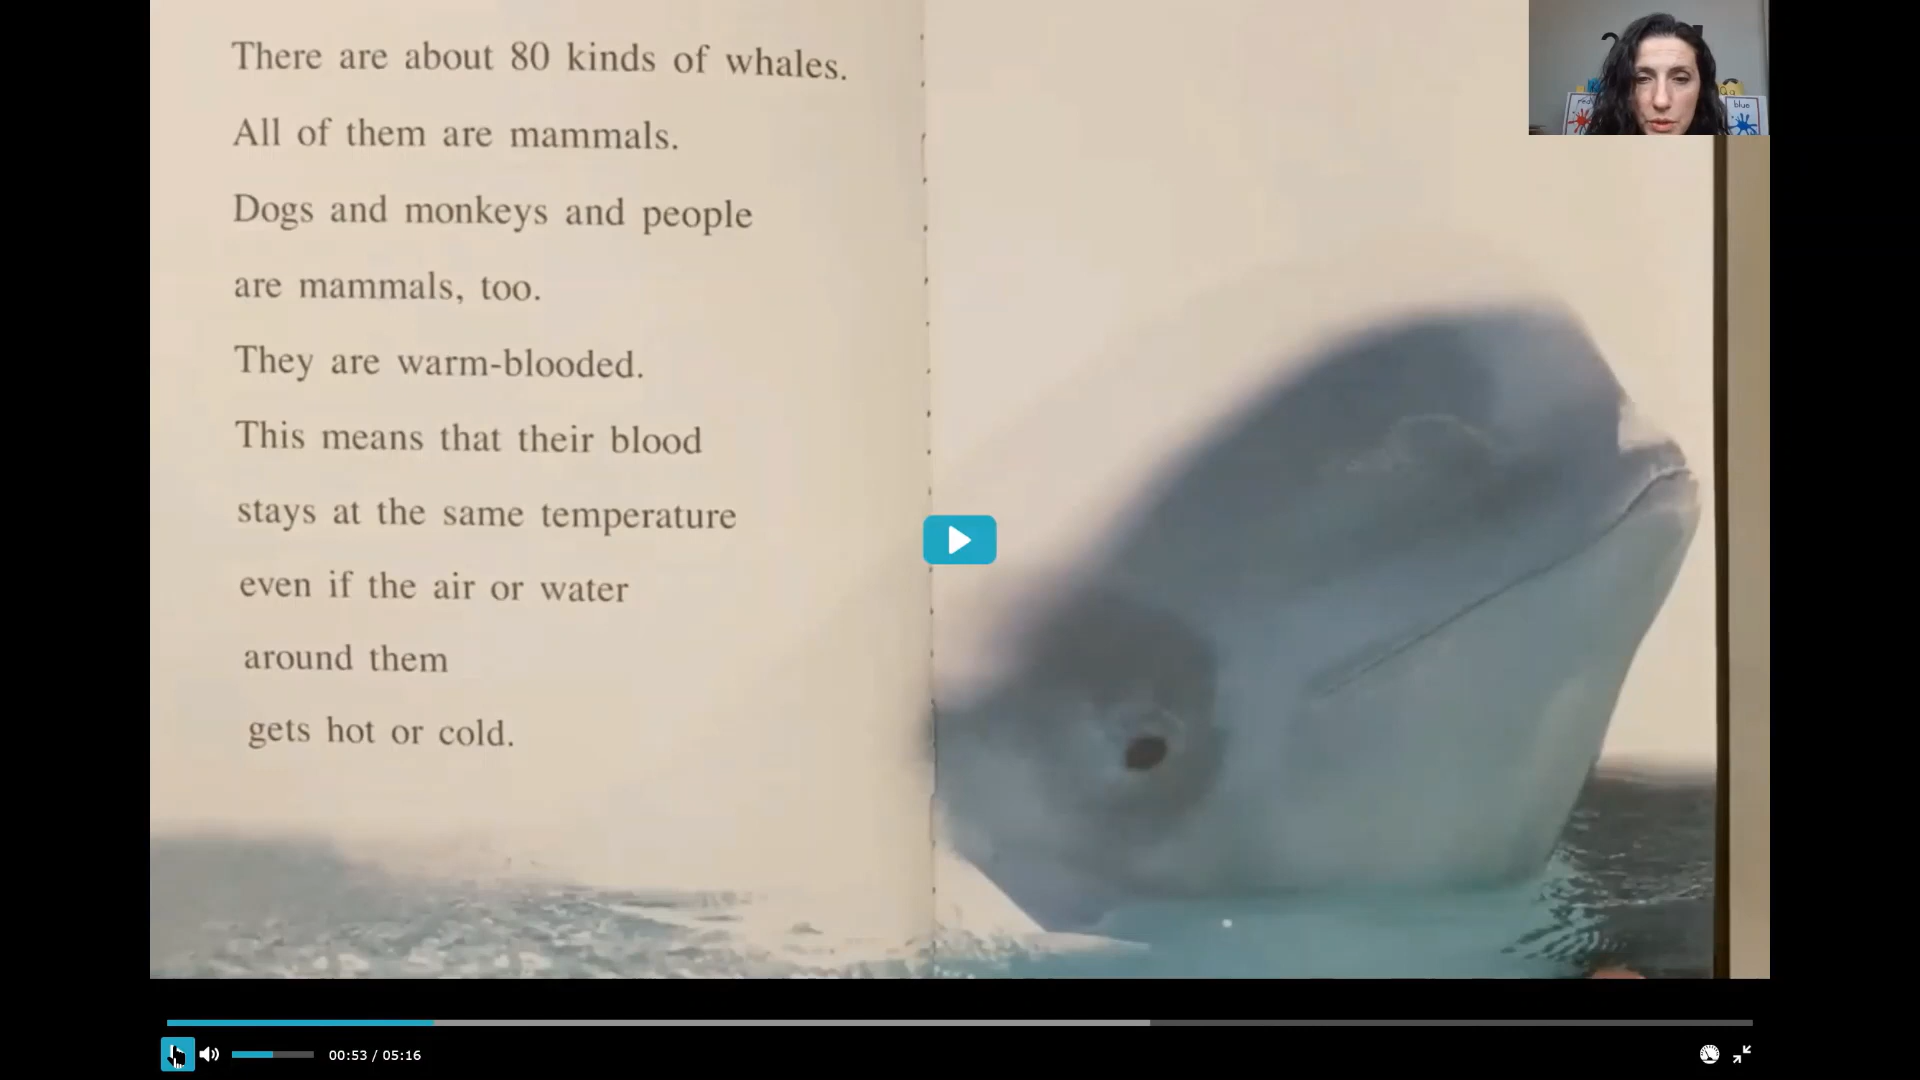 There are about 80 kinds of whales.
All of them are mammals.
Dogs and monkeys and people
are mammals, too.
They are warm-blooded.
This means that their blood
stays at the same temperature
even if the air or water
around them
gets hot or cold.
red
blue
00:53 / 05:16